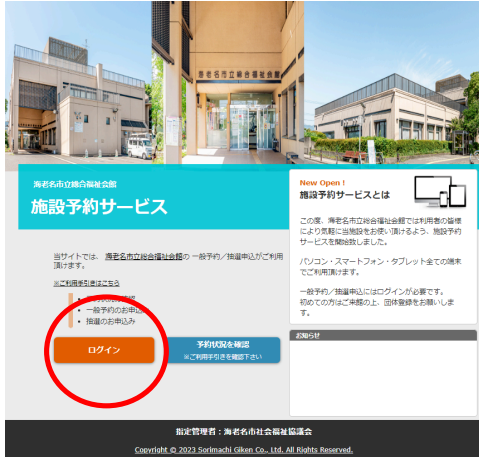 海老名市立総合福祉会館
海老名市立総合福祉会館
施設予約サービス
当サイトでは、 海老名市立総合福祉会館の 一般予約／抽選申込がご利用
頂けます。
※ご利用手引きはこちら
・一般予約のお申込
・抽選のお申込み
ログイン
予約状況を確認
※ご利用手引きを確認下さい
New Open !
施設予約サービスとは
この度、海老名市立総合福祉会館では利用者の皆様
により気軽に当施設をお使い頂けるよう、施設予約
サービスを開始致しました。
パソコン・スマートフォン・タブレット全ての端末
でご利用頂けます。
一般予約／抽選申込にはログインが必要です。
初めての方はご来館の上、団体登録をお願いしま
す。
お知らせ
指定管理者：海老名市社会福祉協議会
Copyright © 2023 Sorimachi Giken Co., Ltd. All Rights Reserved.